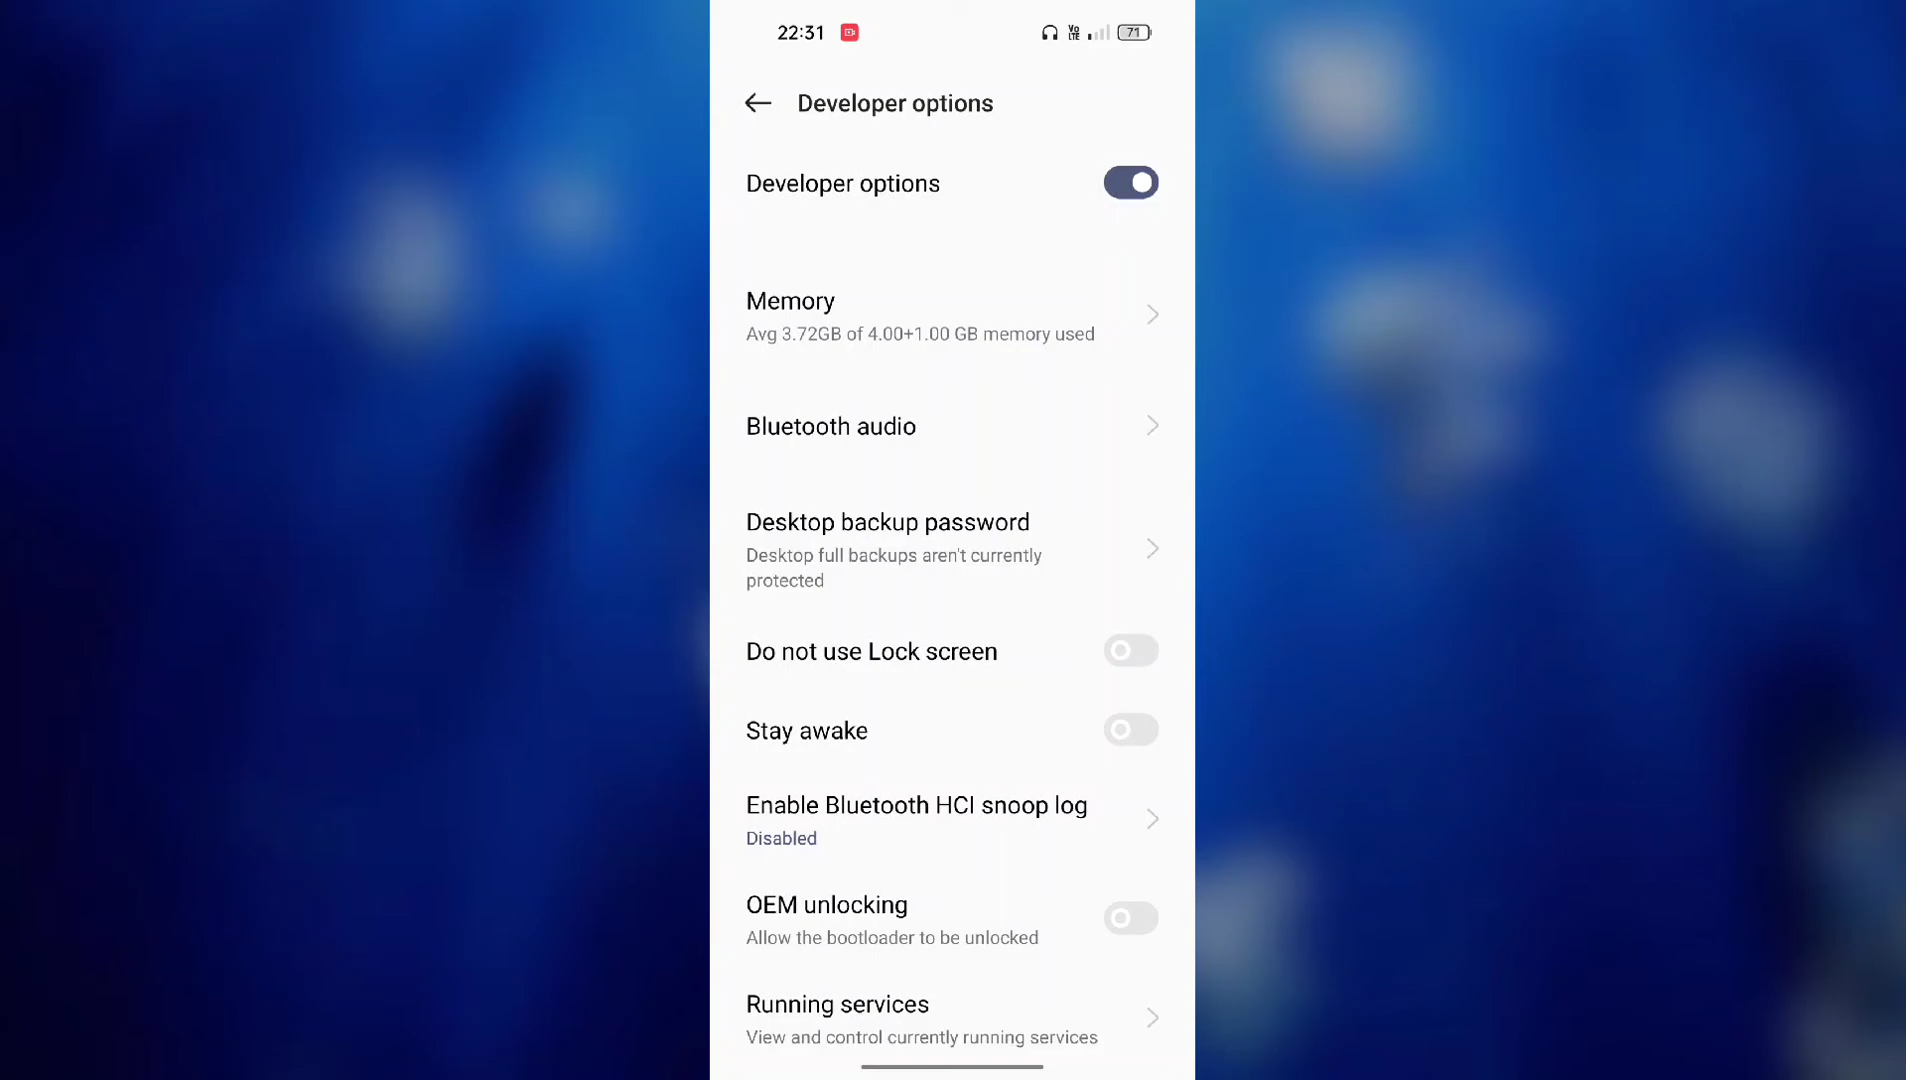 22:31
Vo
LTE
71
Developer options
Developer options
Memory
Avg 3.72GB of 4.00+1.00 GB memory used
Bluetooth audio
Desktop backup password
Desktop full backups aren't currently
protected
Do not use Lock screen
Stay awake
Enable Bluetooth HCI snoop log
Disabled
OEM unlocking
Allow the bootloader to be unlocked
Running services
View and control currently running services